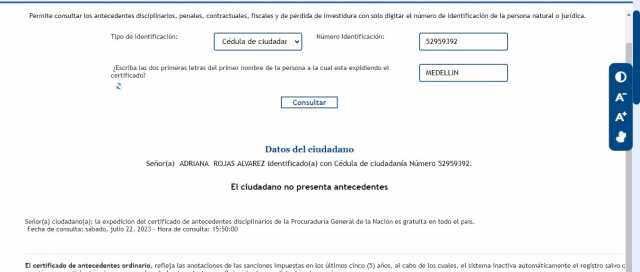 Permite consultar los antecedentes disciplinarios, penales, contractuales, fiscales y de pérdida de investidura con solo digitar el número de identificación de la persona natural o jurídica.
Tipo de Identificación: Cédula de ciudadar Número Identificación: 52959392
¿Escriba las dos primeras letras del primer nombre de la persona a la cual esta expidiendo el certificado? MEDELLIN
Consultar
A-
A+
Datos del ciudadano
Señor(a) ADRIANA ROJAS ALVAREZ identificado(a) con Cédula de ciudadanía Número 52959392.
El ciudadano no presenta antecedentes
Señor(a) ciudadano(a): la expedición del certificado de antecedentes disciplinarios de la Procuraduría General de la Nación es gratuita en todo el país.
Fecha de consulta: sábado, julio 22, 2023 - Hora de consulta: 15:50:00
El certificado de antecedentes ordinario, refleja las anotaciones de las sanciones impuestas en los últimos cinco (5) años, al cabo de los cuales, el sistema inactiva automáticamente el registro salvo